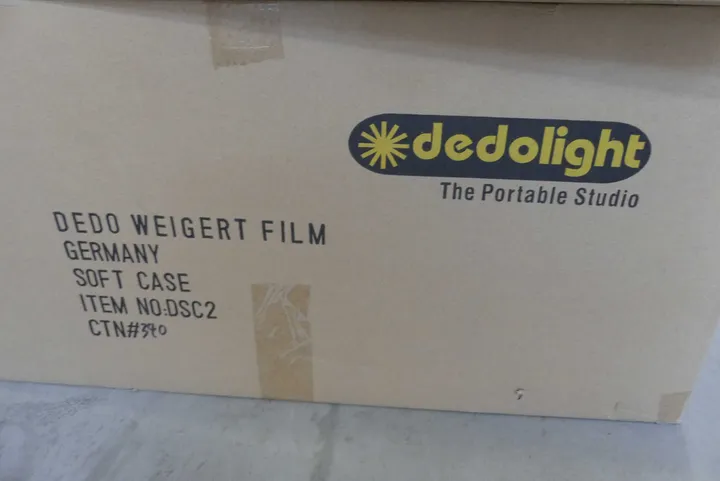 dedolight
The Portable Studio
DEDO WEIGERT FILM
GERMANY
SOFT CASE
ITEM NO:DSC2
CTN#340